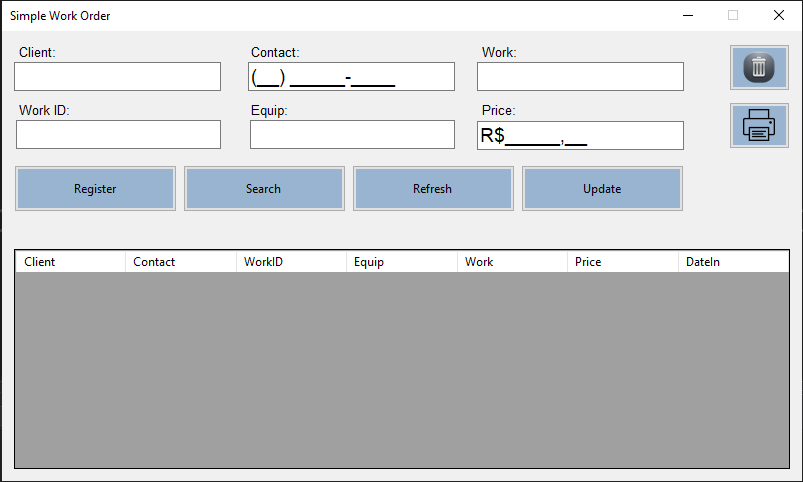 Simple Work Order
Client: Contact: Work:
(__) _____-____
Work ID: Equip: Price:
R$_____,__
Register Search Refresh Update
Client Contact WorkID Equip Work Price DateIn